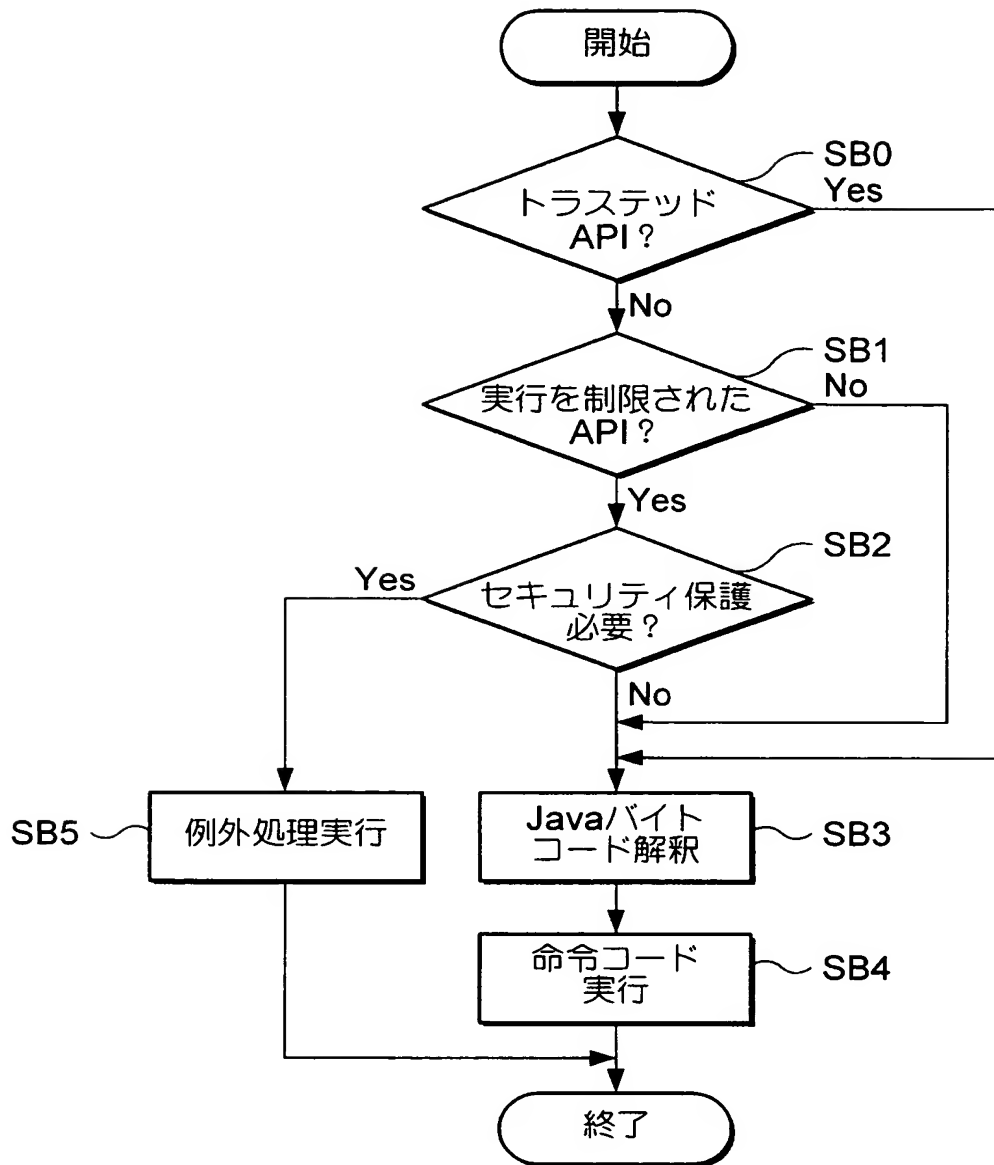 開始
SB0
Yes
トラステッド
API?
No
SB1
No
実行を制限された
API?
Yes
SB2
Yes
セキュリティ保護
必要?
No
SB5
例外処理実行
Javaバイト
コード解釈
SB3
命令コード
実行
SB4
終了